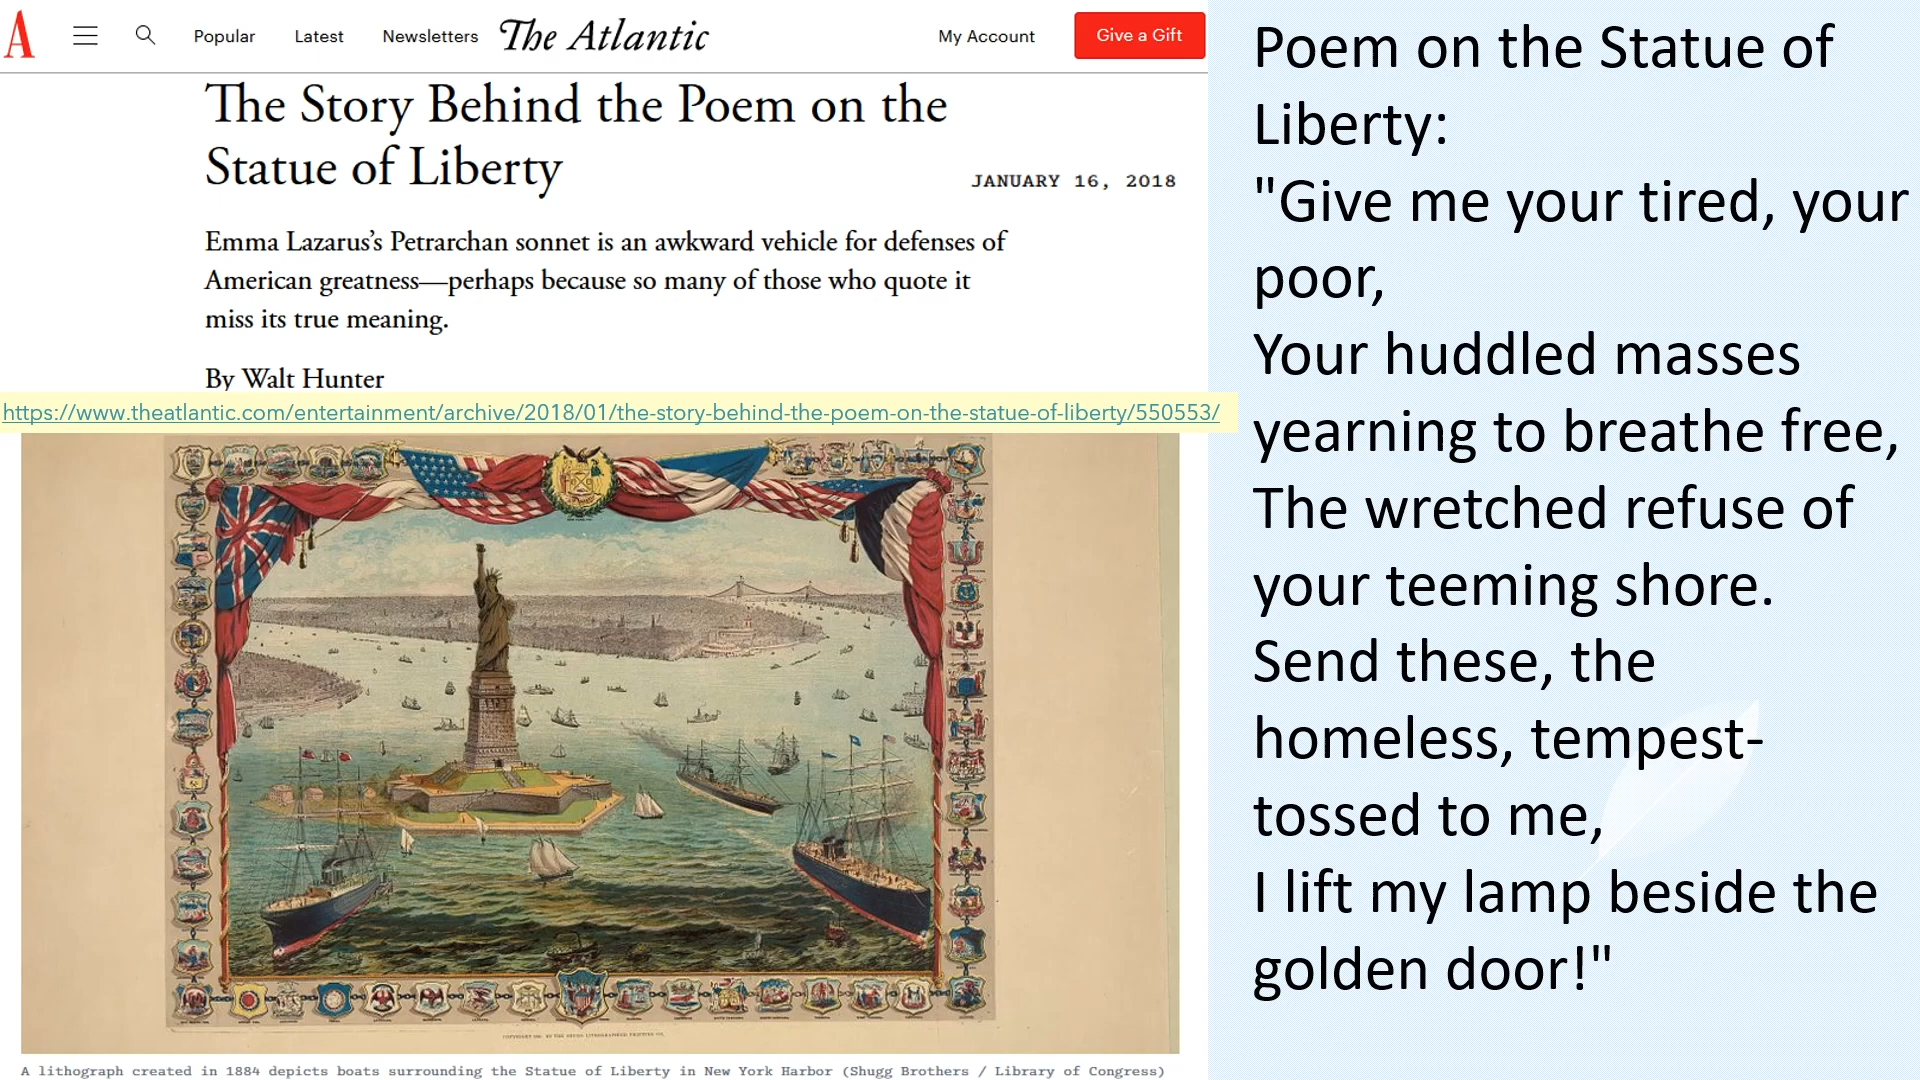 A
Popular
Latest
Newsletters
The Atlantic
My Account
Give a Gift
The Story Behind the Poem on the
Statue of Liberty
JANUARY 16, 2018
Emma Lazarus’s Petrarchan sonnet is an awkward vehicle for defenses of
American greatness—perhaps because so many of those who quote it
miss its true meaning.
By Walt Hunter
https://www.theatlantic.com/entertainment/archive/2018/01/the-story-behind-the-poem-on-the-statue-of-liberty/550553/
A lithograph created in 1884 depicts boats surrounding the Statue of Liberty in New York Harbor (Shugg Brothers / Library of Congress)
Poem on the Statue of
Liberty:
"Give me your tired, your
poor,
Your huddled masses
yearning to breathe free,
The wretched refuse of
your teeming shore.
Send these, the
homeless, tempest-
tossed to me,
I lift my lamp beside the
golden door!"